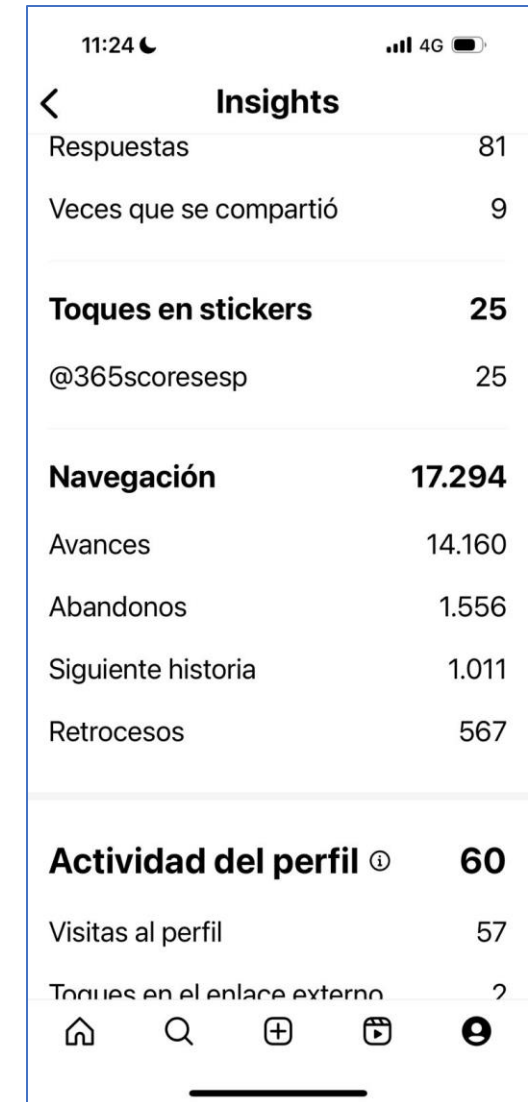 11:24 4G
Insights
Respuestas 81
Veces que se compartió 9
Toques en stickers 25
@365scoresesp 25
Navegación 17.294
Avances 14.160
Abandonos 1.556
Siguiente historia 1.011
Retrocesos 567
Actividad del perfil 60
Visitas al perfil 57
Toques en el enlace externo 2